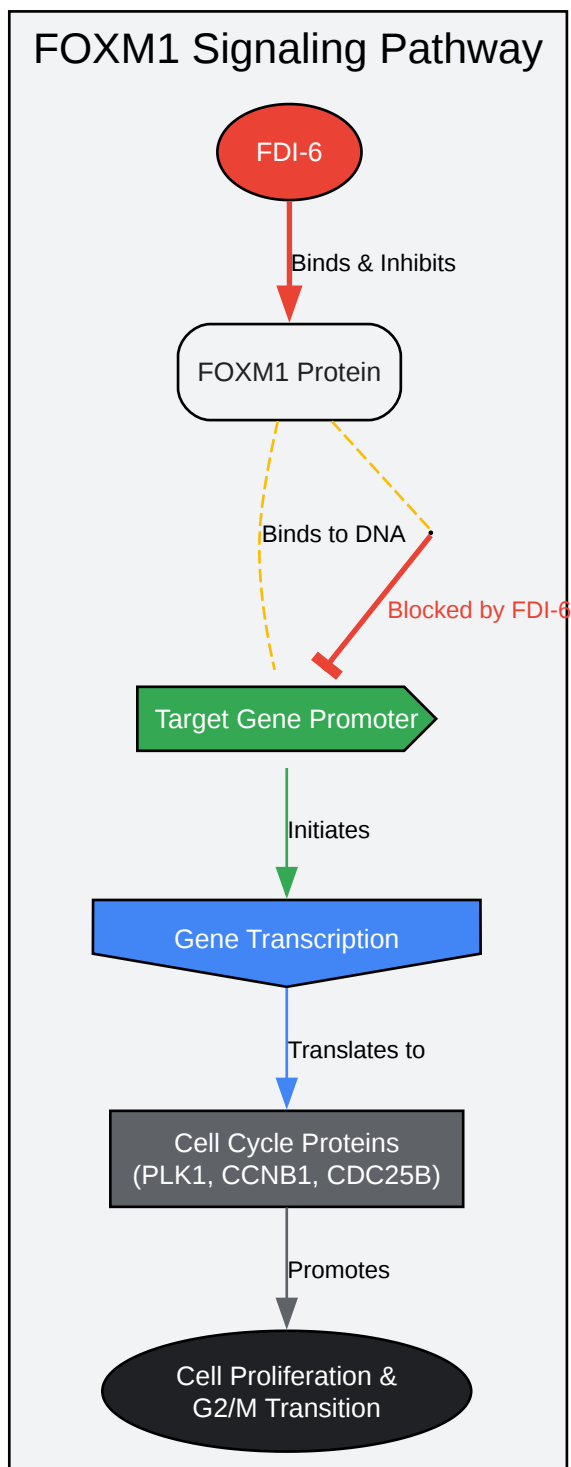 FOXM1 Signaling Pathway
FDI-6
Binds & Inhibits
FOXM1 Protein
Binds to DNA
Blocked by FDI-6
Target Gene Promoter
Initiates
Gene Transcription
Translates to
Cell Cycle Proteins
(PLK1, CCNB1, CDC25B)
Promotes
Cell Proliferation &
G2/M Transition